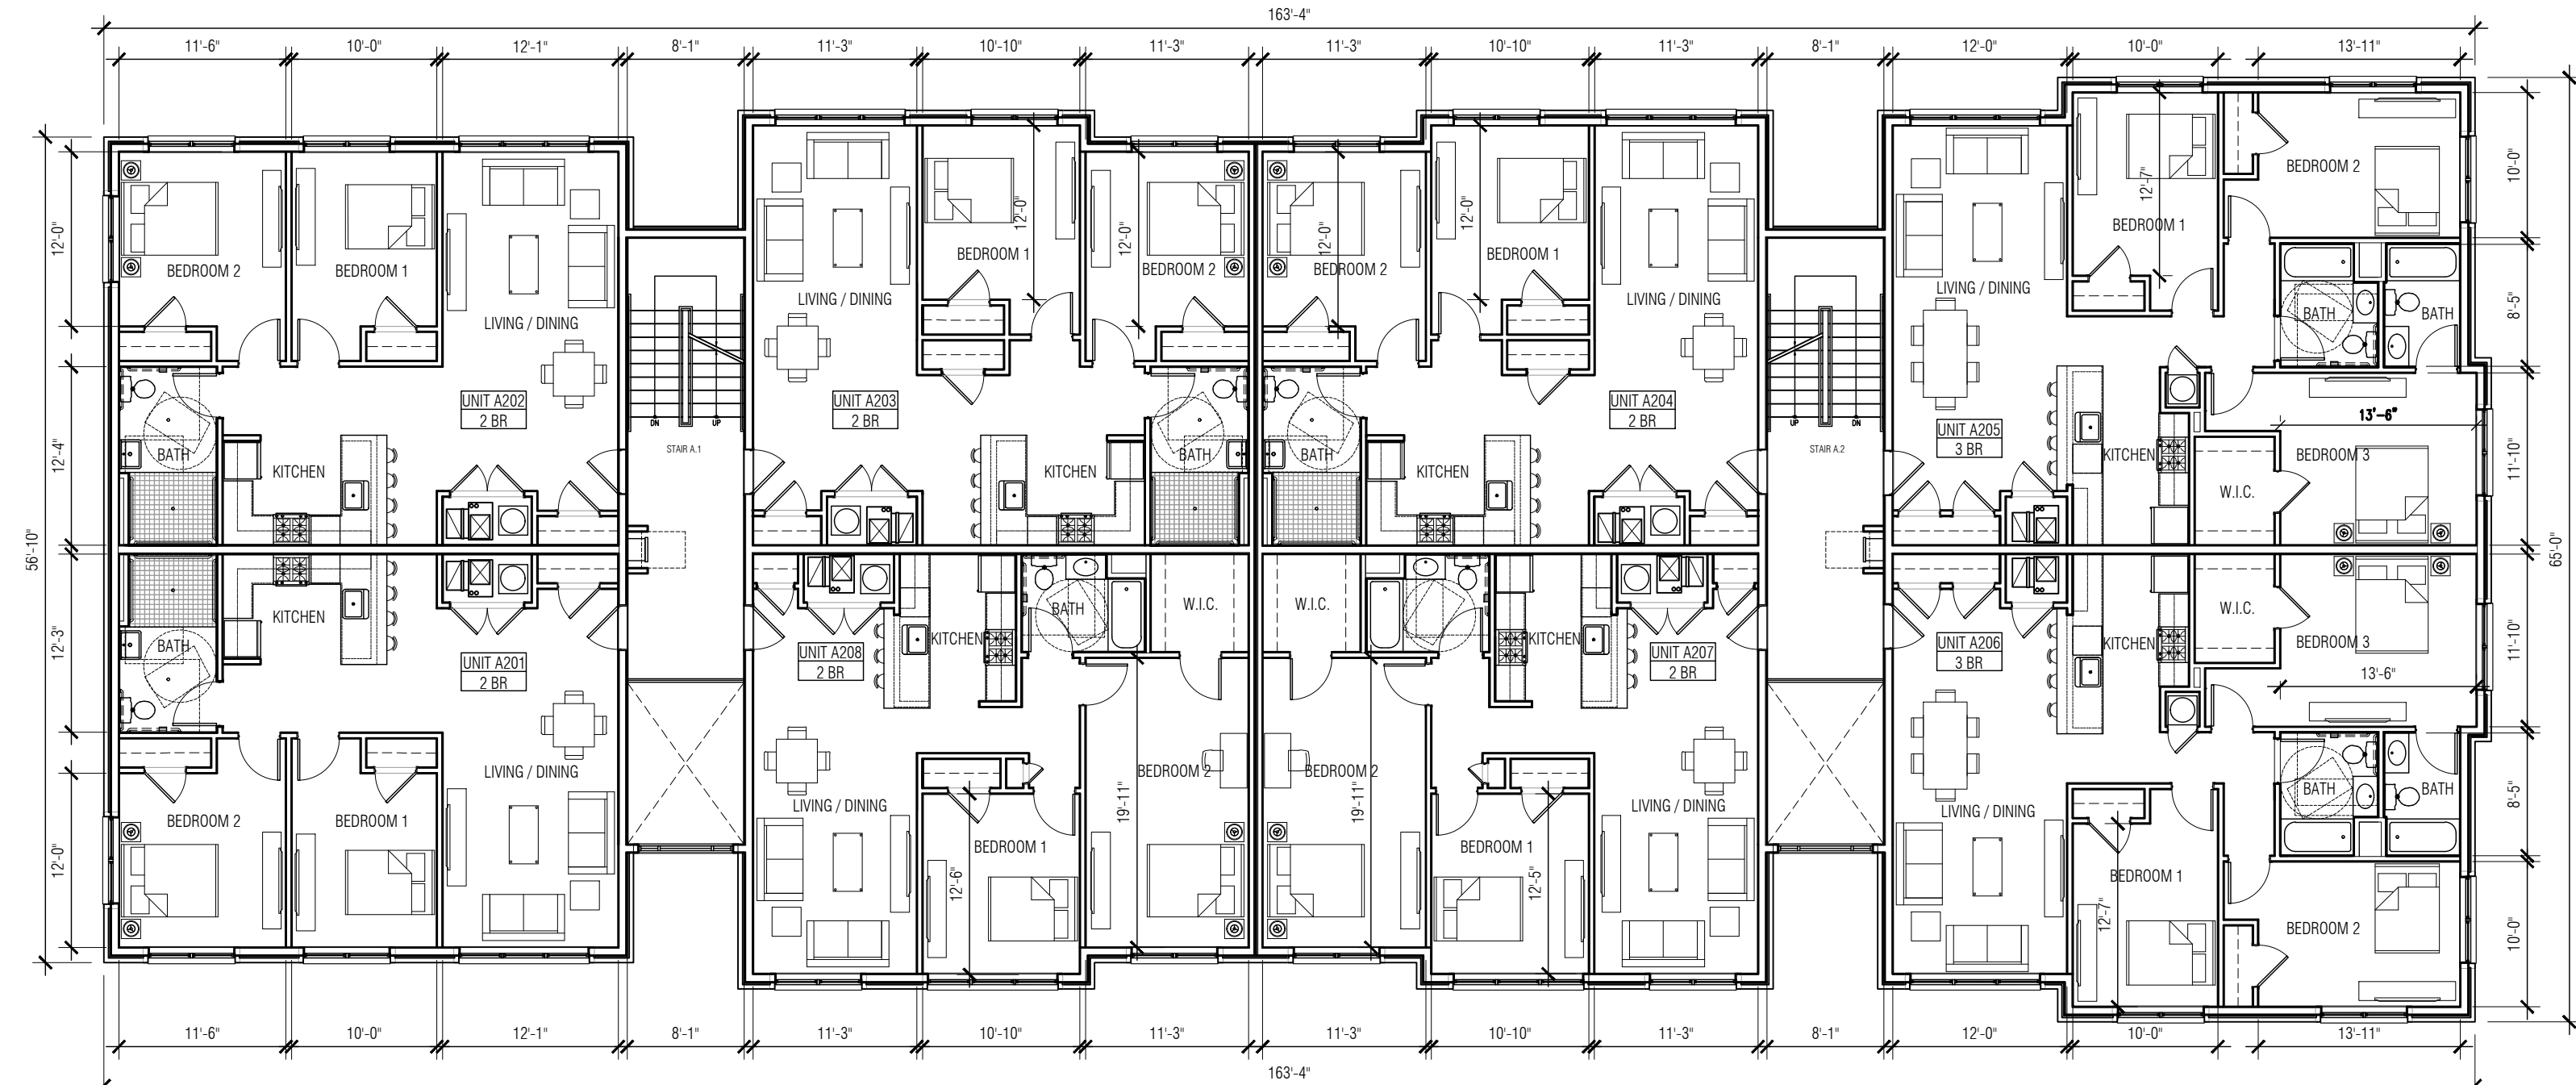 163'-4"
11'-6"
10'-0"
12'-1"
8'-1"
11'-3"
10'-10"
11'-3"
11'-3"
10'-10"
11'-3"
8'-1"
12'-0"
10'-0"
13'-11"
56'-10"
12'-0"
12'-4"
12'-3"
12'-0"
BEDROOM 2
BEDROOM 1
LIVING / DINING
UNIT A202
2 BR
BATH
KITCHEN
DN
UP
STAIR A.1
LIVING / DINING
BEDROOM 1
12'-0"
BEDROOM 2
12'-0"
UNIT A203
2 BR
KITCHEN
BATH
BEDROOM 2
12'-0"
BEDROOM 1
12'-0"
LIVING / DINING
UNIT A204
2 BR
BATH
KITCHEN
UP
DN
STAIR A.2
LIVING / DINING
BEDROOM 1
12'-7"
BEDROOM 2
BATH
BATH
UNIT A205
3 BR
KITCHEN
W.I.C.
13'-6"
BEDROOM 3
10'-0"
8'-5"
11'-10"
65'-0"
11'-10"
8'-5"
10'-0"
KITCHEN
BATH
UNIT A201
2 BR
LIVING / DINING
BEDROOM 2
BEDROOM 1
UNIT A208
2 BR
KITCHEN
BATH
W.I.C.
LIVING / DINING
BEDROOM 1
12'-6"
BEDROOM 2
19'-11"
W.I.C.
KITCHEN
UNIT A207
2 BR
BEDROOM 2
19'-11"
BEDROOM 1
12'-5"
LIVING / DINING
UNIT A206
3 BR
KITCHEN
W.I.C.
BEDROOM 3
13'-6"
LIVING / DINING
BATH
BATH
BEDROOM 1
12'-7"
BEDROOM 2
11'-6"
10'-0"
12'-1"
8'-1"
11'-3"
10'-10"
11'-3"
11'-3"
10'-10"
11'-3"
8'-1"
12'-0"
10'-0"
13'-11"
163'-4"